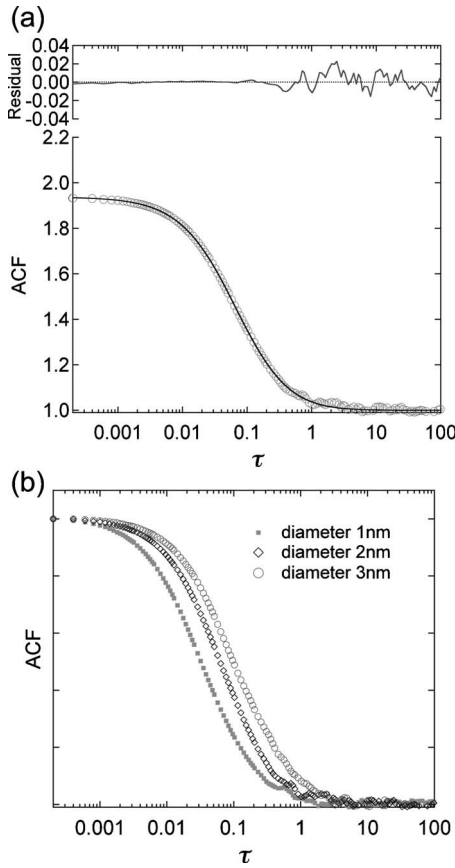 (a)
Residual
0.04
0.02
0.00
-0.02
-0.04
ACF
2.2
2.0
1.8
1.6
1.4
1.2
1.0
0.001 0.01 0.1 1 10 100
τ
(b)
diameter 1nm
diameter 2nm
diameter 3nm
ACF
0.001 0.01 0.1 1 10 100
τ